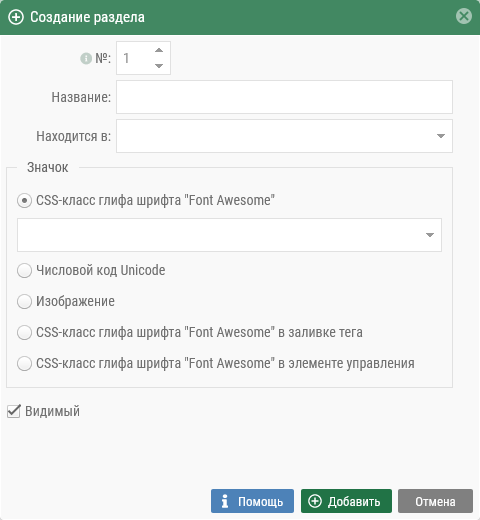 Создание раздела
№: 1
Название:
Находится в:
Значок
CSS-класс глифа шрифта "Font Awesome"
Числовой код Unicode
Изображение
CSS-класс глифа шрифта "Font Awesome" в заливке тега
CSS-класс глифа шрифта "Font Awesome" в элементе управления
Видимый
Помощь Добавить Отмена